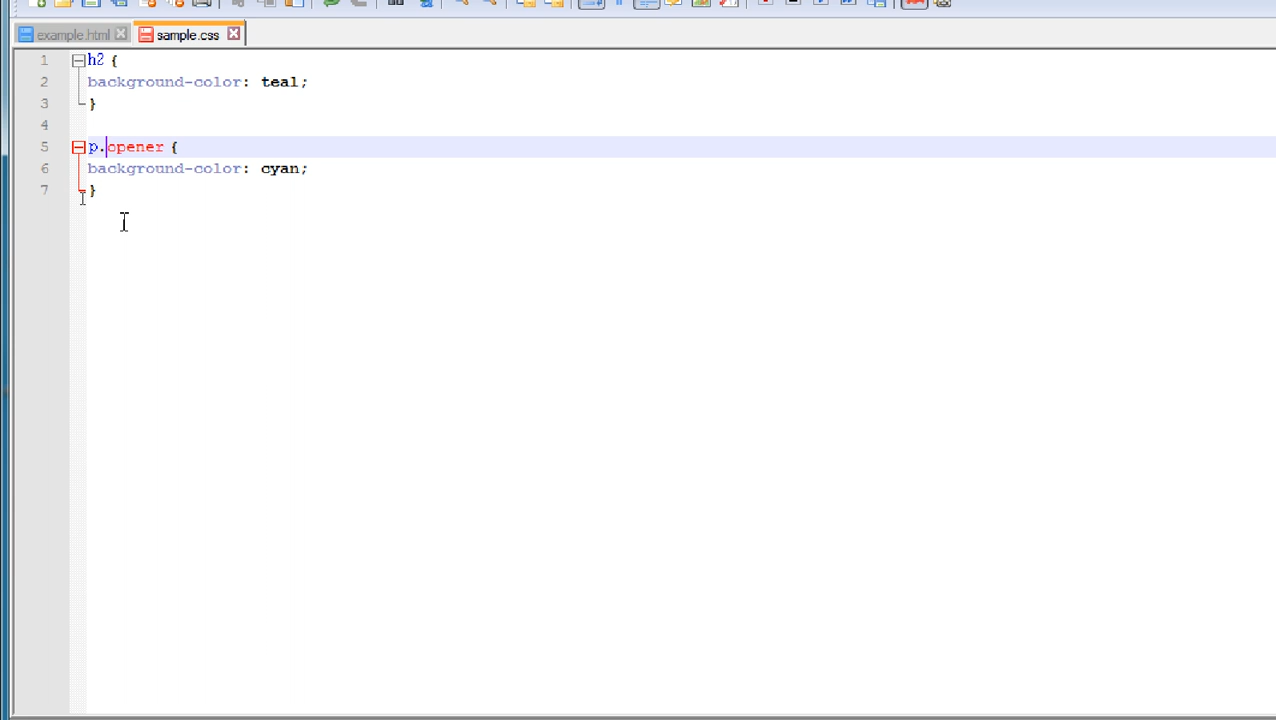 example.html sample.css
1 h2 {
2 background-color: teal;
3 }
4
5 p.opener {
6 background-color: cyan;
7 }